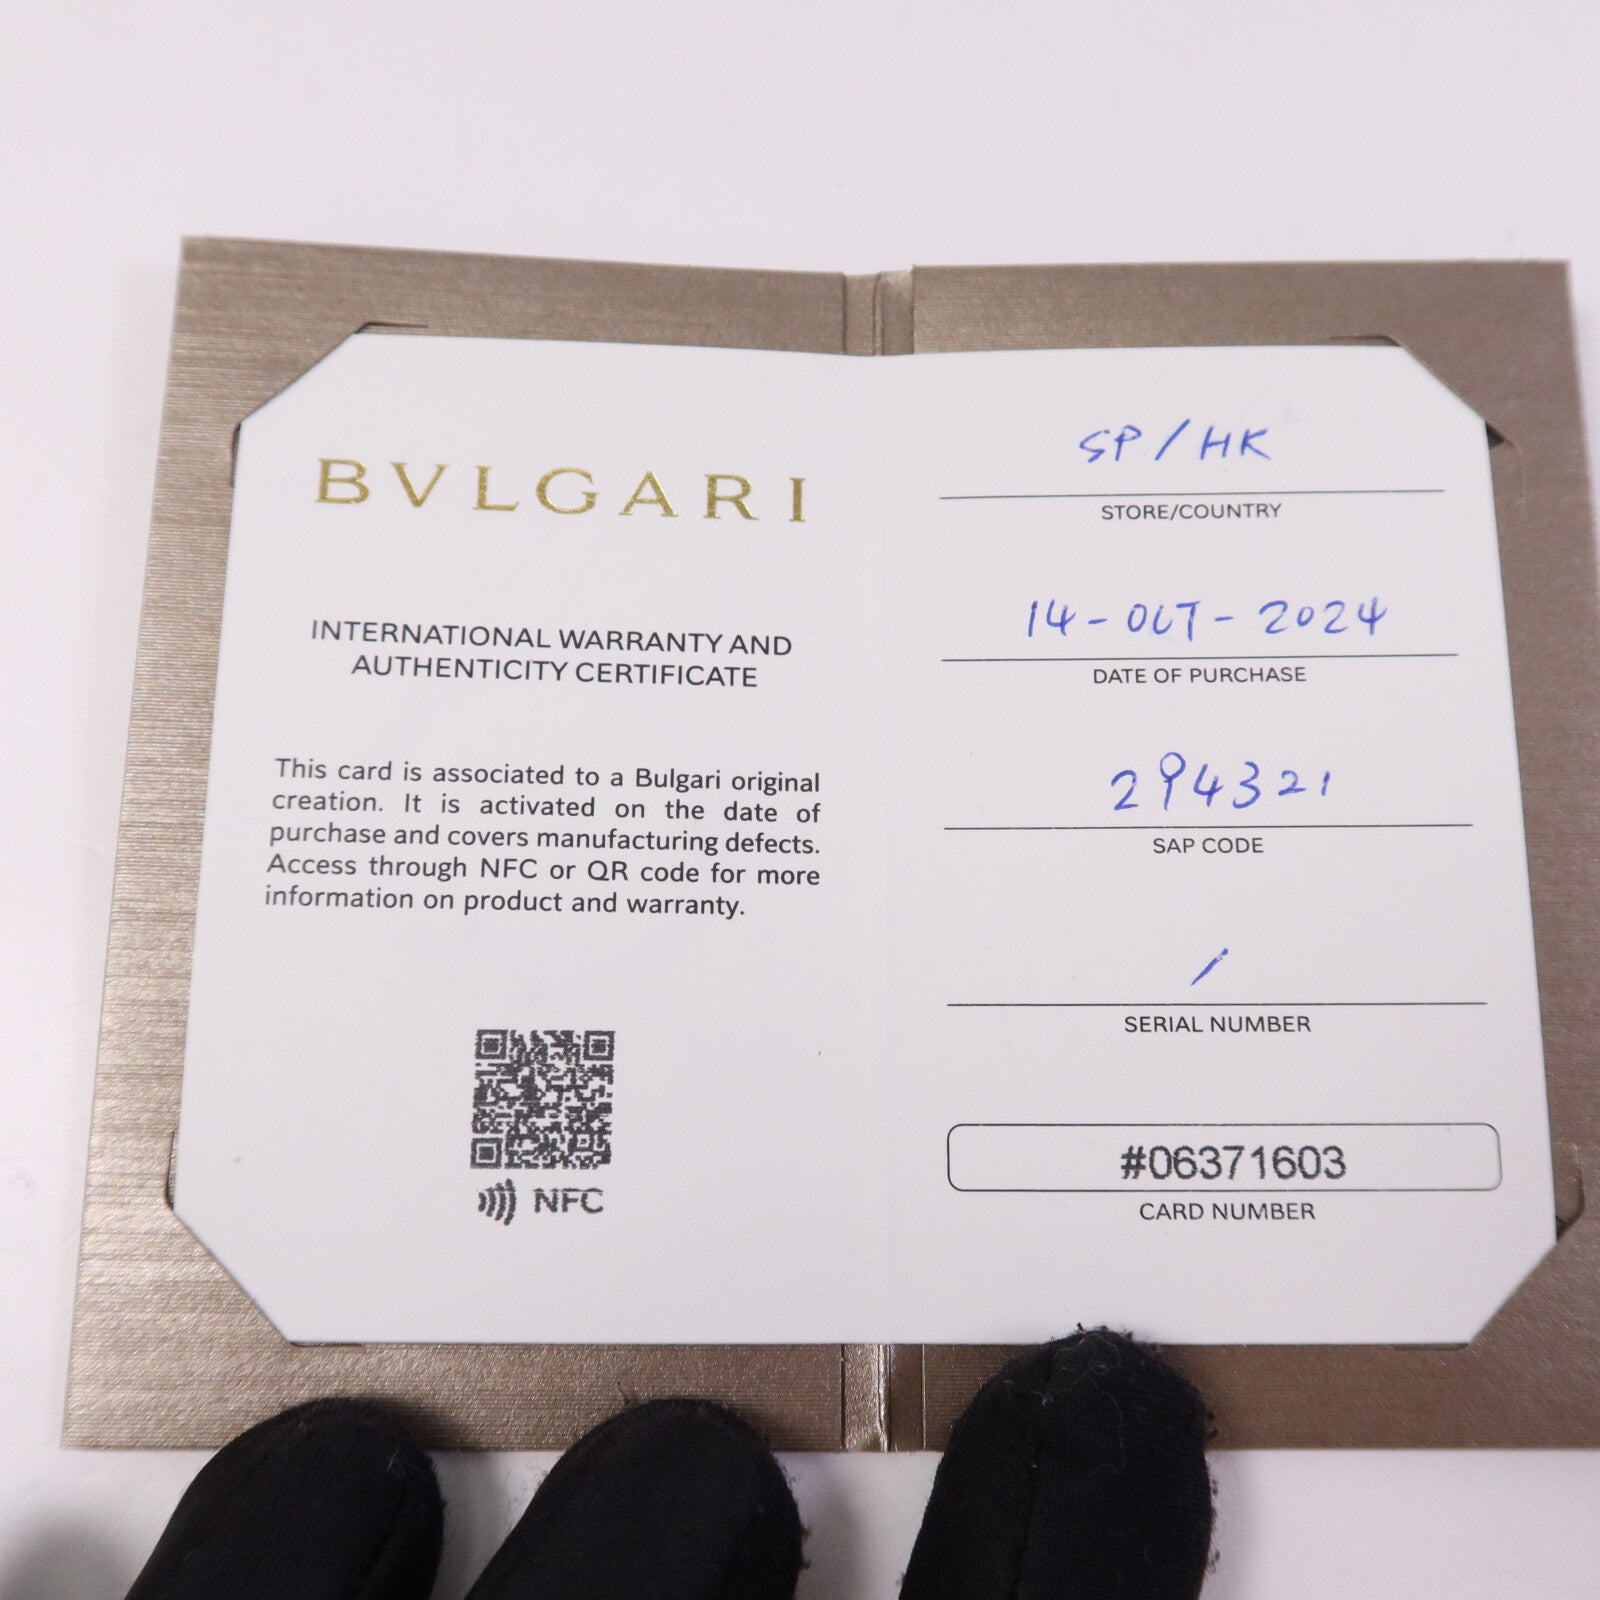 BVLGARI
INTERNATIONAL WARRANTY AND
AUTHENTICITY CERTIFICATE
This card is associated to a Bulgari original
creation. It is activated on the date of
purchase and covers manufacturing defects.
Access through NFC or QR code for more
information on product and warranty.
NFC
SP / HK
STORE/COUNTRY
14-OCT-2024
DATE OF PURCHASE
294321
SAP CODE
/
SERIAL NUMBER
#06371603
CARD NUMBER